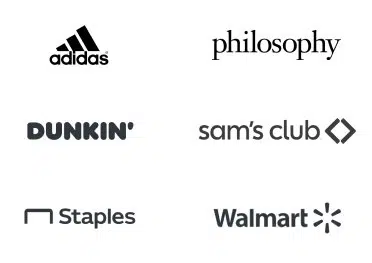 adidas
philosophy
DUNKIN'
sam's club
Staples
Walmart